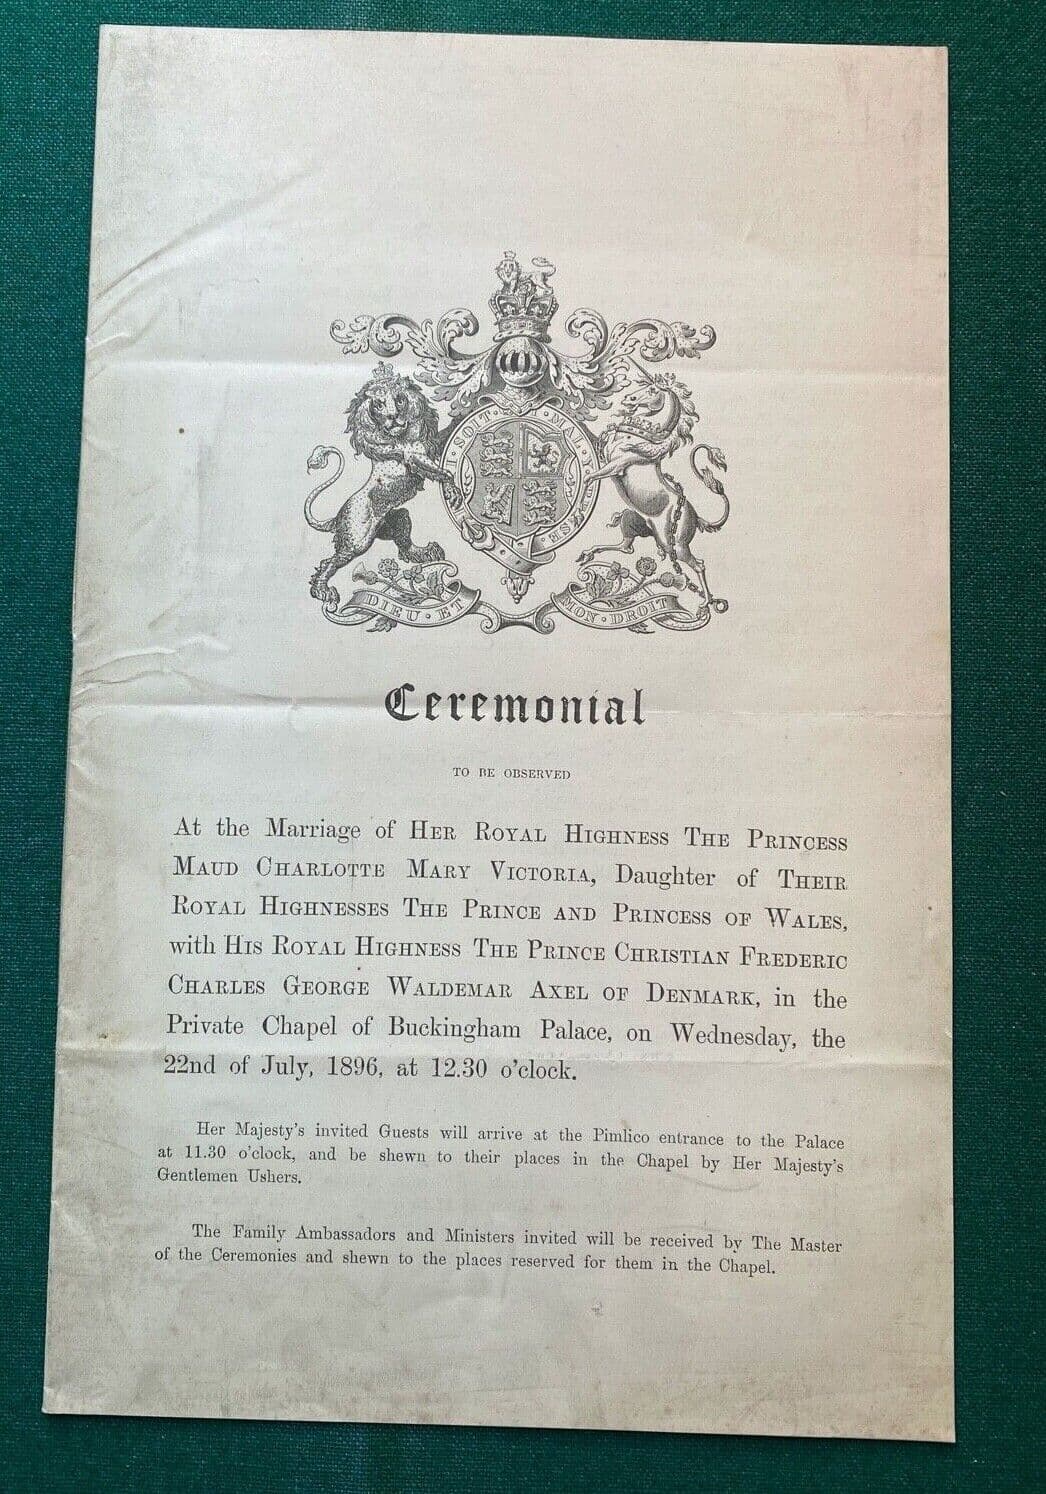 · SOIT · · MAL · Y ·
DIEU · ET
MON · DROIT
Ceremonial
TO BE OBSERVED
At the Marriage of HER ROYAL HIGHNESS THE PRINCESS
MAUD CHARLOTTE MARY VICTORIA, Daughter of THEIR
ROYAL HIGHNESSES THE PRINCE AND PRINCESS OF WALES,
with HIS ROYAL HIGHNESS THE PRINCE CHRISTIAN FREDERIC
CHARLES GEORGE WALDEMAR AXEL OF DENMARK, in the
Private Chapel of Buckingham Palace, on Wednesday, the
22nd of July, 1896, at 12.30 o'clock.
Her Majesty's invited Guests will arrive at the Pimlico entrance to the Palace
at 11.30 o'clock, and be shewn to their places in the Chapel by Her Majesty's
Gentlemen Ushers.
The Family Ambassadors and Ministers invited will be received by The Master
of the Ceremonies and shewn to the places reserved for them in the Chapel.